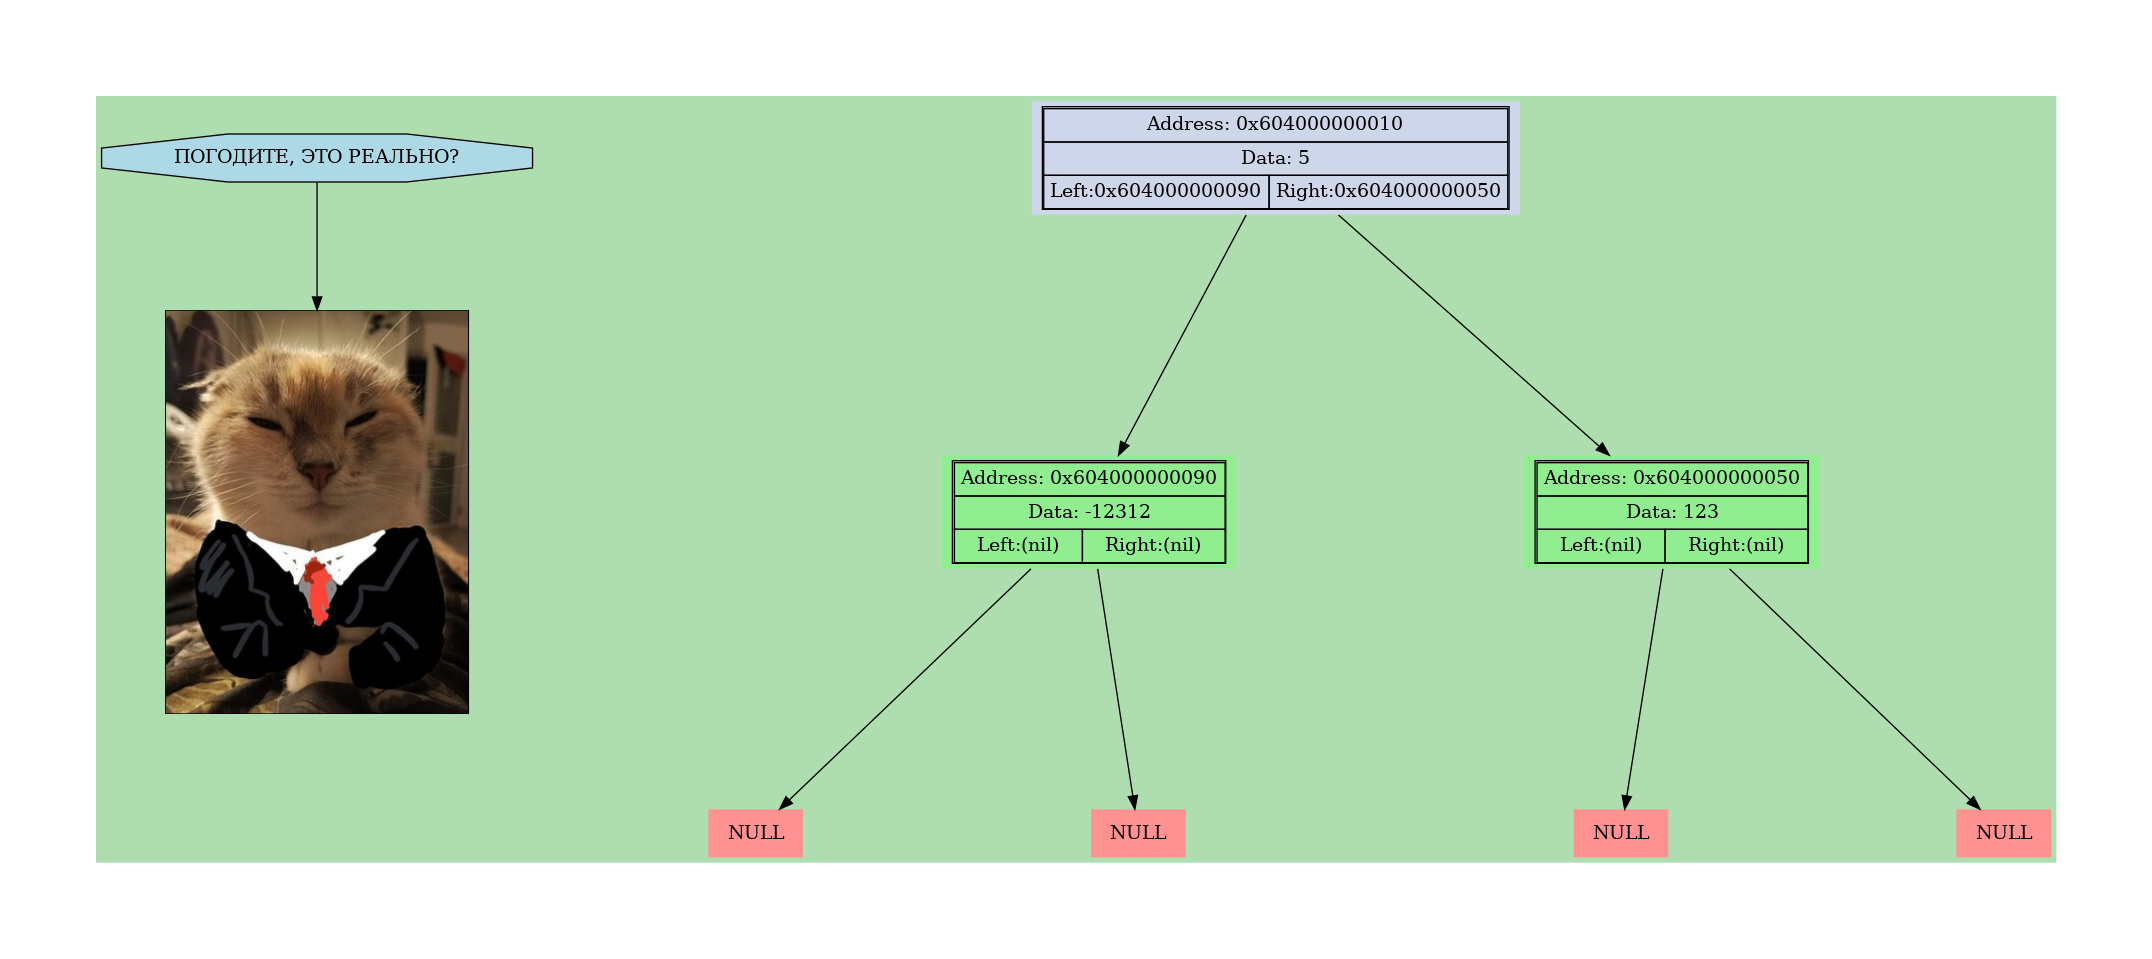 ПОГОДИТЕ, ЭТО РЕАЛЬНО?
Address: 0x604000000010
Data: 5
Left:0x604000000090 Right:0x604000000050
Address: 0x604000000090
Data: -12312
Left:(nil) Right:(nil)
Address: 0x604000000050
Data: 123
Left:(nil) Right:(nil)
NULL
NULL
NULL
NULL